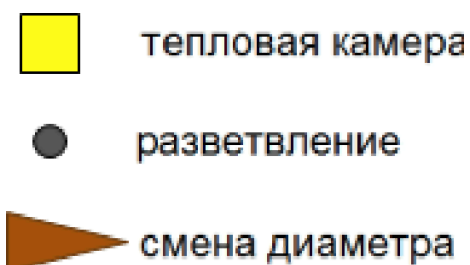 тепловая камера
разветвление
смена диаметра